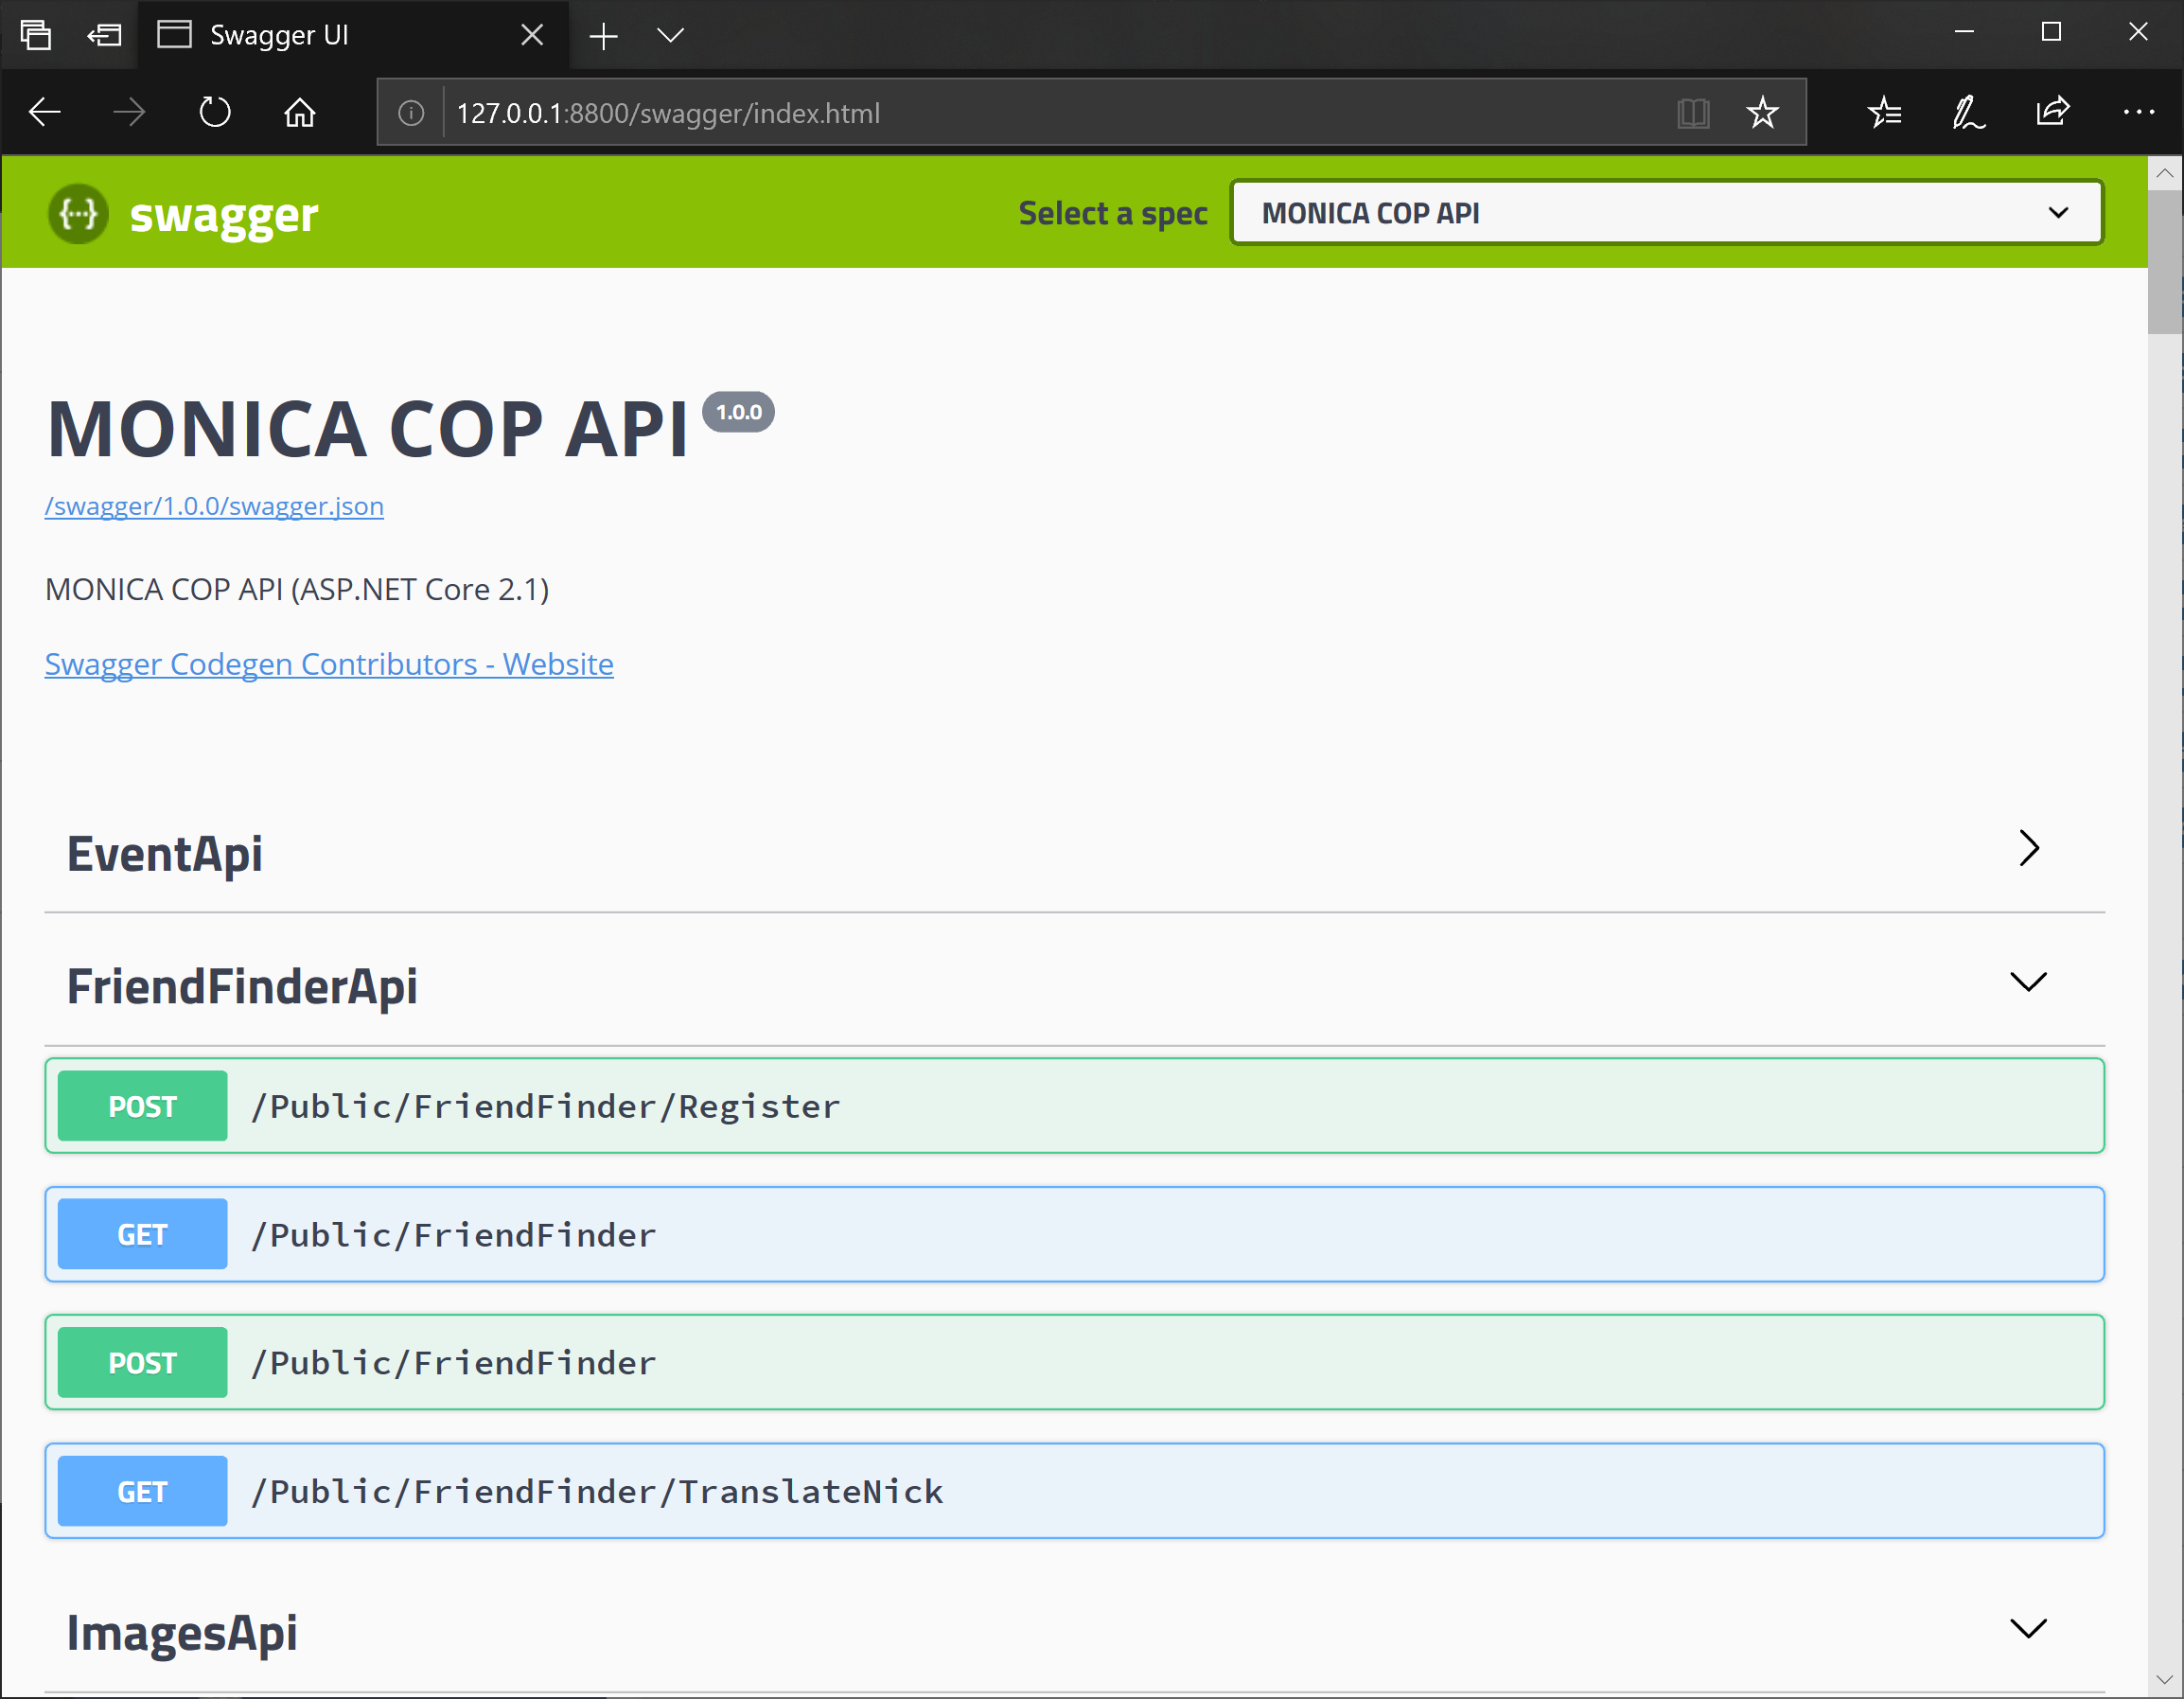 Swagger UI
127.0.0.1:8800/swagger/index.html
{···} swagger
Select a spec
MONICA COP API
MONICA COP API 1.0.0
/swagger/1.0.0/swagger.json
MONICA COP API (ASP.NET Core 2.1)
Swagger Codegen Contributors - Website
EventApi
FriendFinderApi
POST /Public/FriendFinder/Register
GET /Public/FriendFinder
POST /Public/FriendFinder
GET /Public/FriendFinder/TranslateNick
ImagesApi